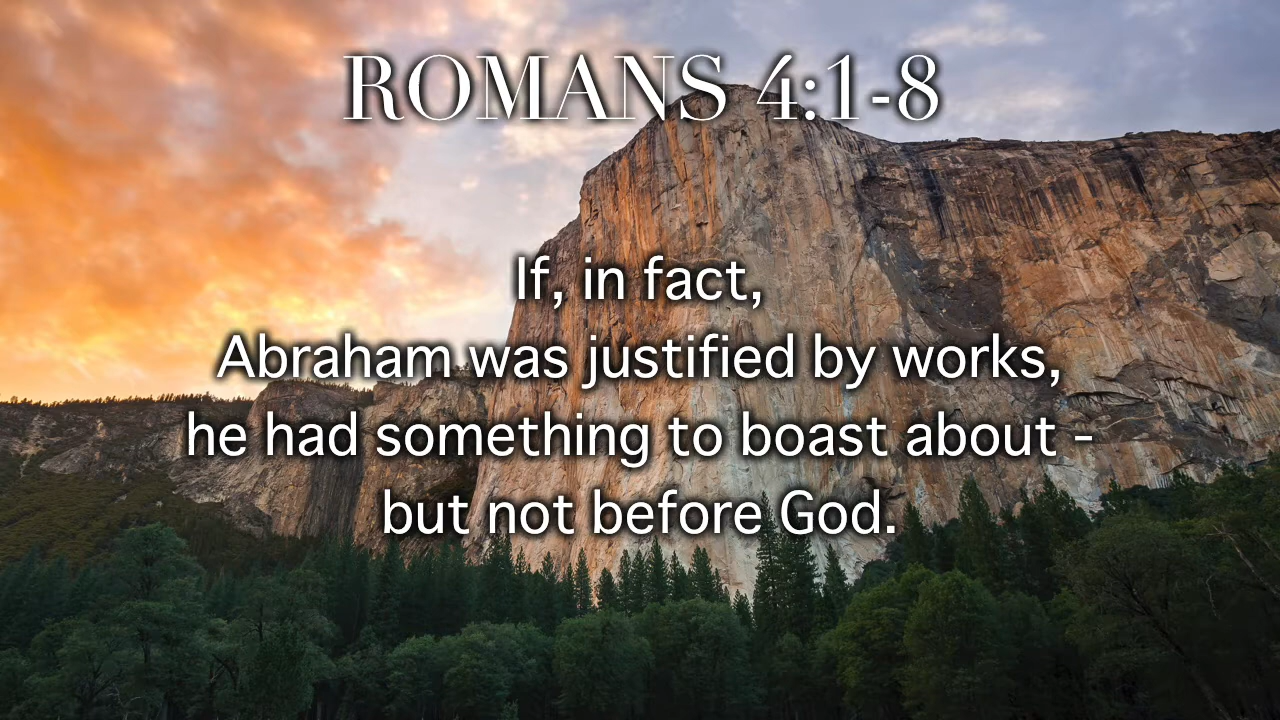 ROMANS 4:1-8
If, in fact,
Abraham was justified by works,
he had something to boast about -
but not before God.